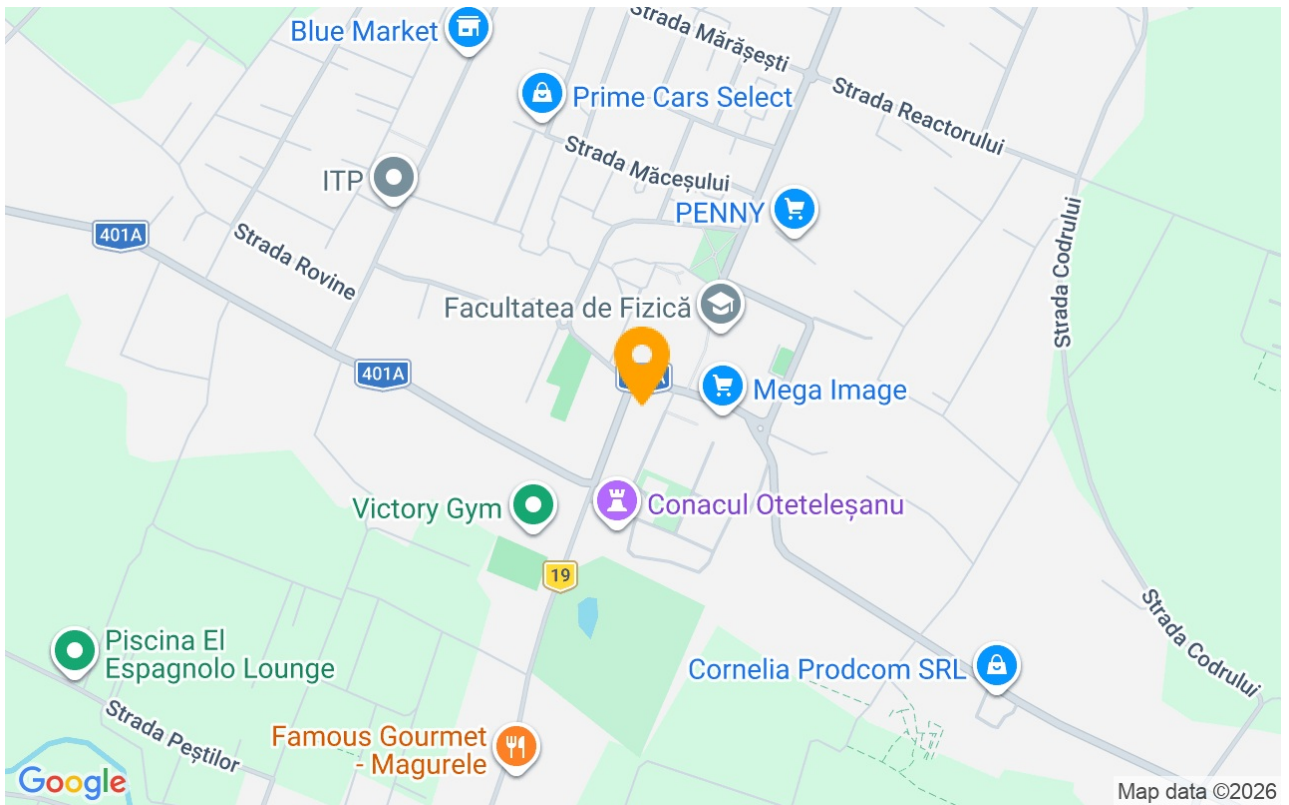 Blue Market
Strada Mărășești
Prime Cars Select
Strada Reactorului
Strada Măceșului
ITP
PENNY
401A
Strada Rovine
Strada Codrului
Facultatea de Fizică
401A
Mega Image
Victory Gym
Conacul Oteteleșanu
19
Strada Codrului
Piscina El
Espagnolo Lounge
Cornelia Prodcom SRL
Strada Peștilor
Famous Gourmet
- Magurele
Google
Map data ©2026